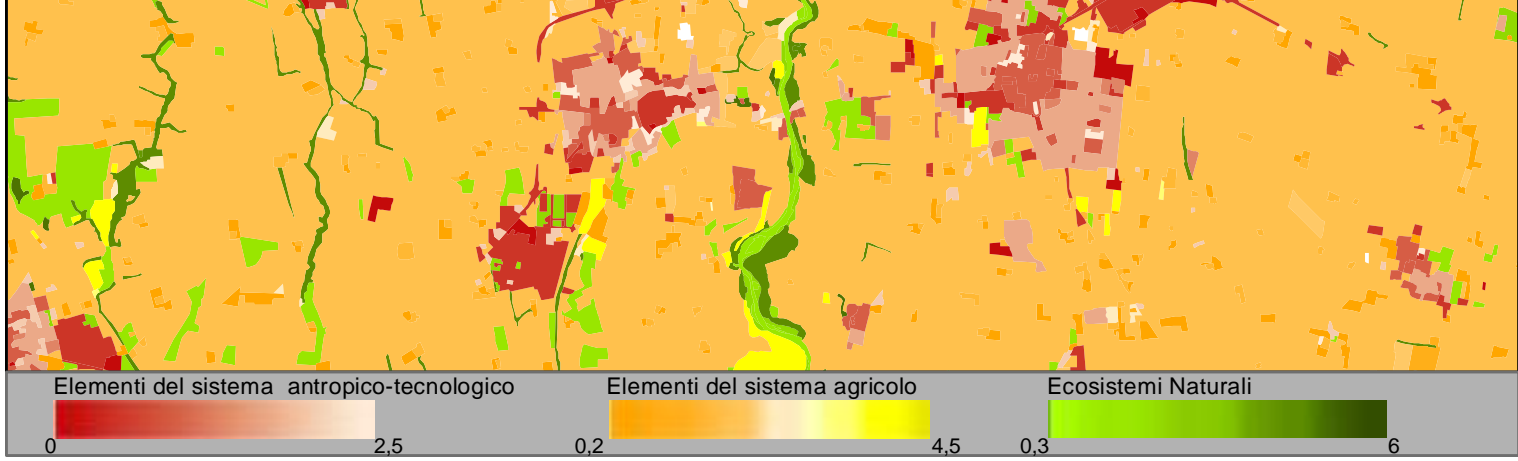 Elementi del sistema antropico-tecnologico
Elementi del sistema agricolo
Ecosistemi Naturali
0 2,5
0,2 4,5
0,3 6